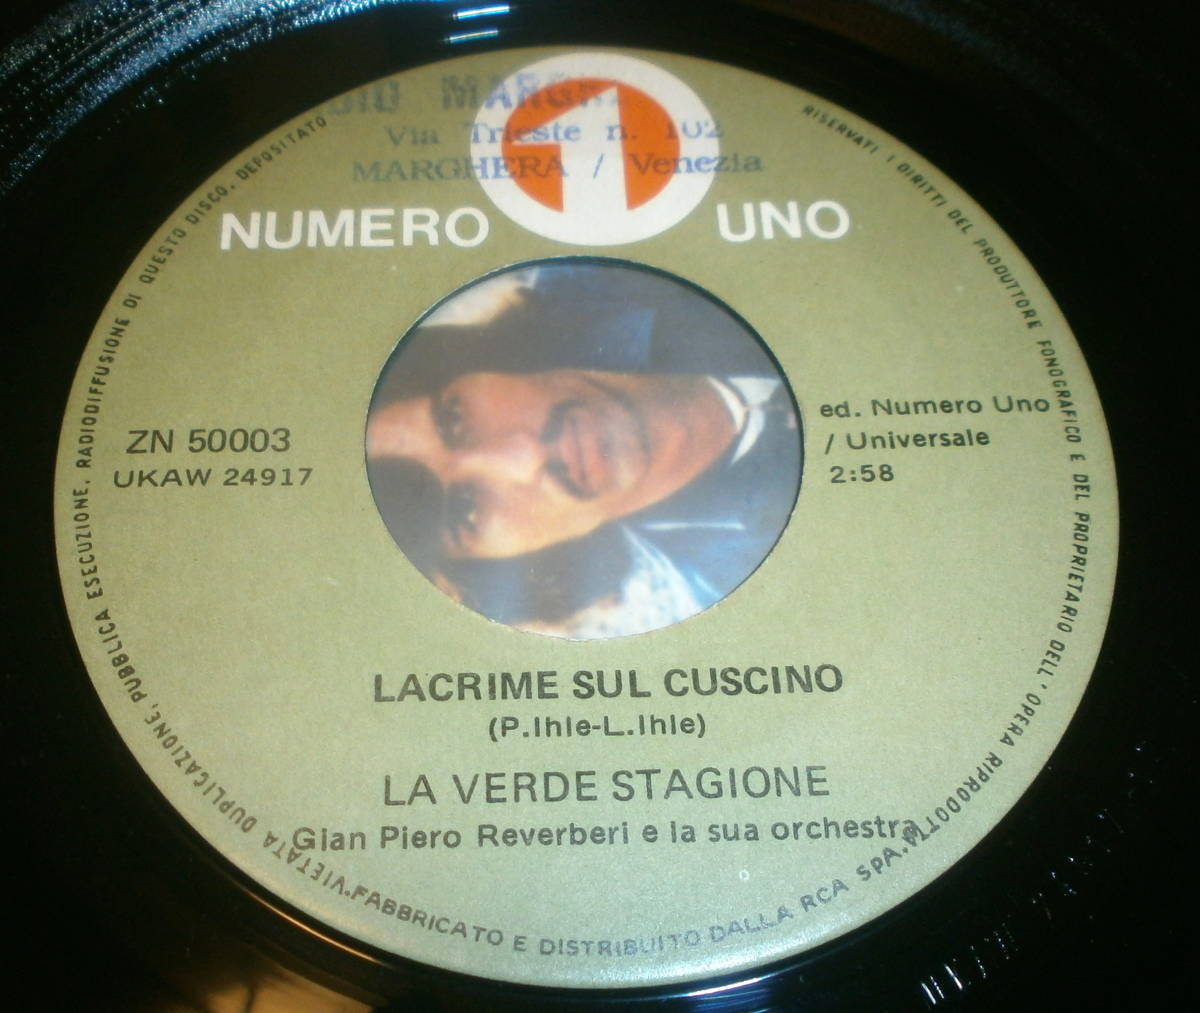 Via Trieste n. 102
MARGHERA / Venezia
1
NUMERO UNO
ZN 50003
UKAW 24917
ed. Numero Uno
/ Universale
2:58
LACRIME SUL CUSCINO
(P.Ihle-L.Ihle)
LA VERDE STAGIONE
Gian Piero Reverberi e la sua orchestra
RISERVATI I DIRITTI DEL PRODUTTORE FONOGRAFICO E DEL PROPRIETARIO DELL'OPERA RIPRODOTTA. VIETATA DUPLICAZIONE, PUBBLICA ESECUZIONE, RADIODIFFUSIONE DI QUESTO DISCO. DEPOSITATO
FABBRICATO E DISTRIBUITO DALLA RCA SPA.